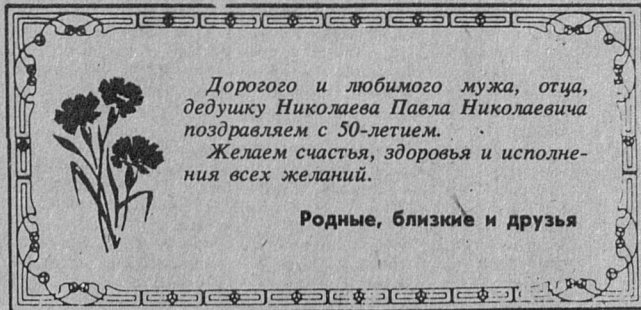 Дорогого и любимого мужа, отца,
дедушку Николаева Павла Николаевича
поздравляем с 50-летием.
Желаем счастья, здоровья и исполне-
ния всех желаний.
Родные, близкие и друзья